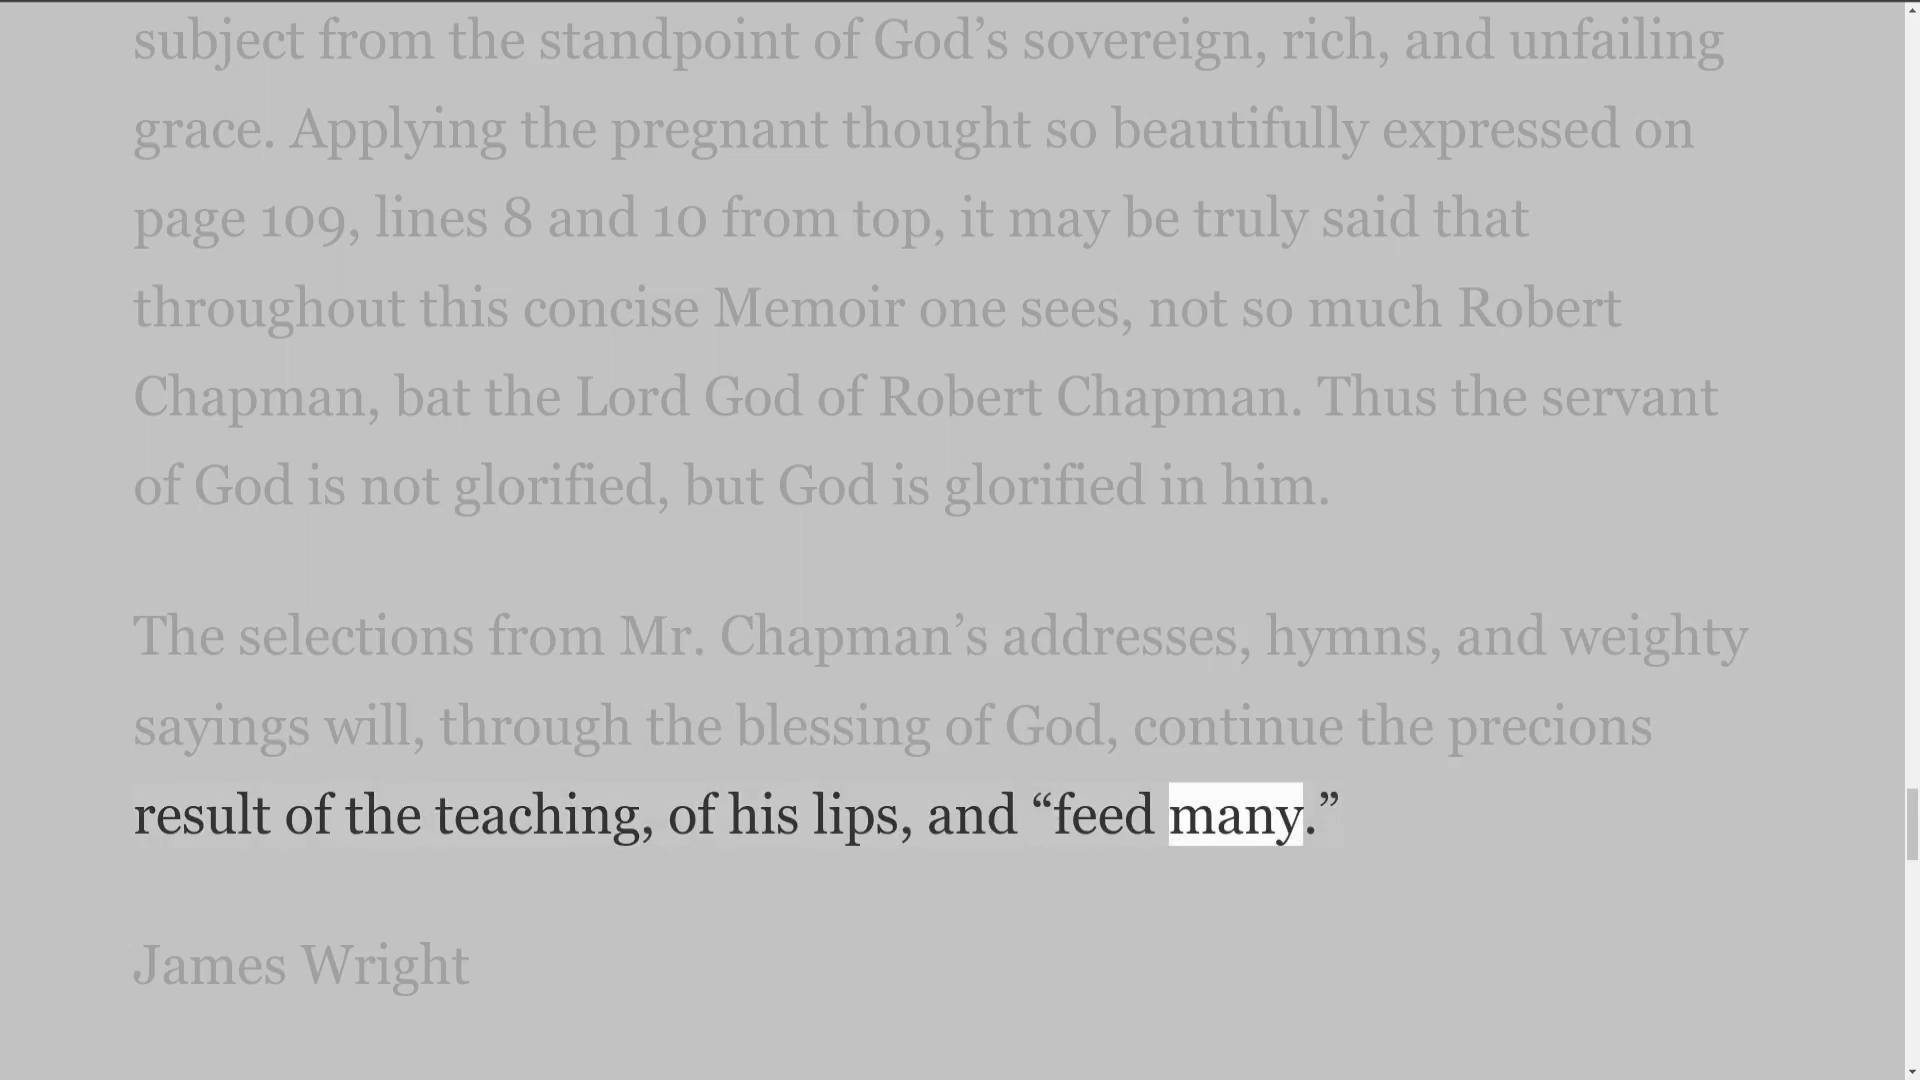 subject from the standpoint of God’s sovereign, rich, and unfailing
grace. Applying the pregnant thought so beautifully expressed on
page 109, lines 8 and 10 from top, it may be truly said that
throughout this concise Memoir one sees, not so much Robert
Chapman, bat the Lord God of Robert Chapman. Thus the servant
of God is not glorified, but God is glorified in him.
The selections from Mr. Chapman’s addresses, hymns, and weighty
sayings will, through the blessing of God, continue the precions
result of the teaching, of his lips, and “feed many.”
James Wright